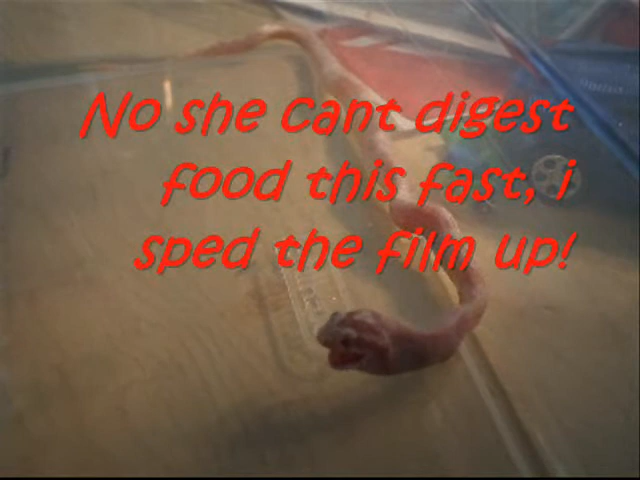 No she cant digest
food this fast, i
sped the film up!